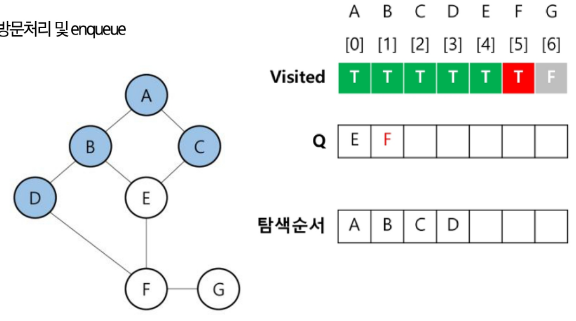 방문처리 및 enqueue
A B C D E F G
[0] [1] [2] [3] [4] [5] [6]
Visited T T T T T T F
Q E F
탐색순서 A B C D
A
B C
D E
F G